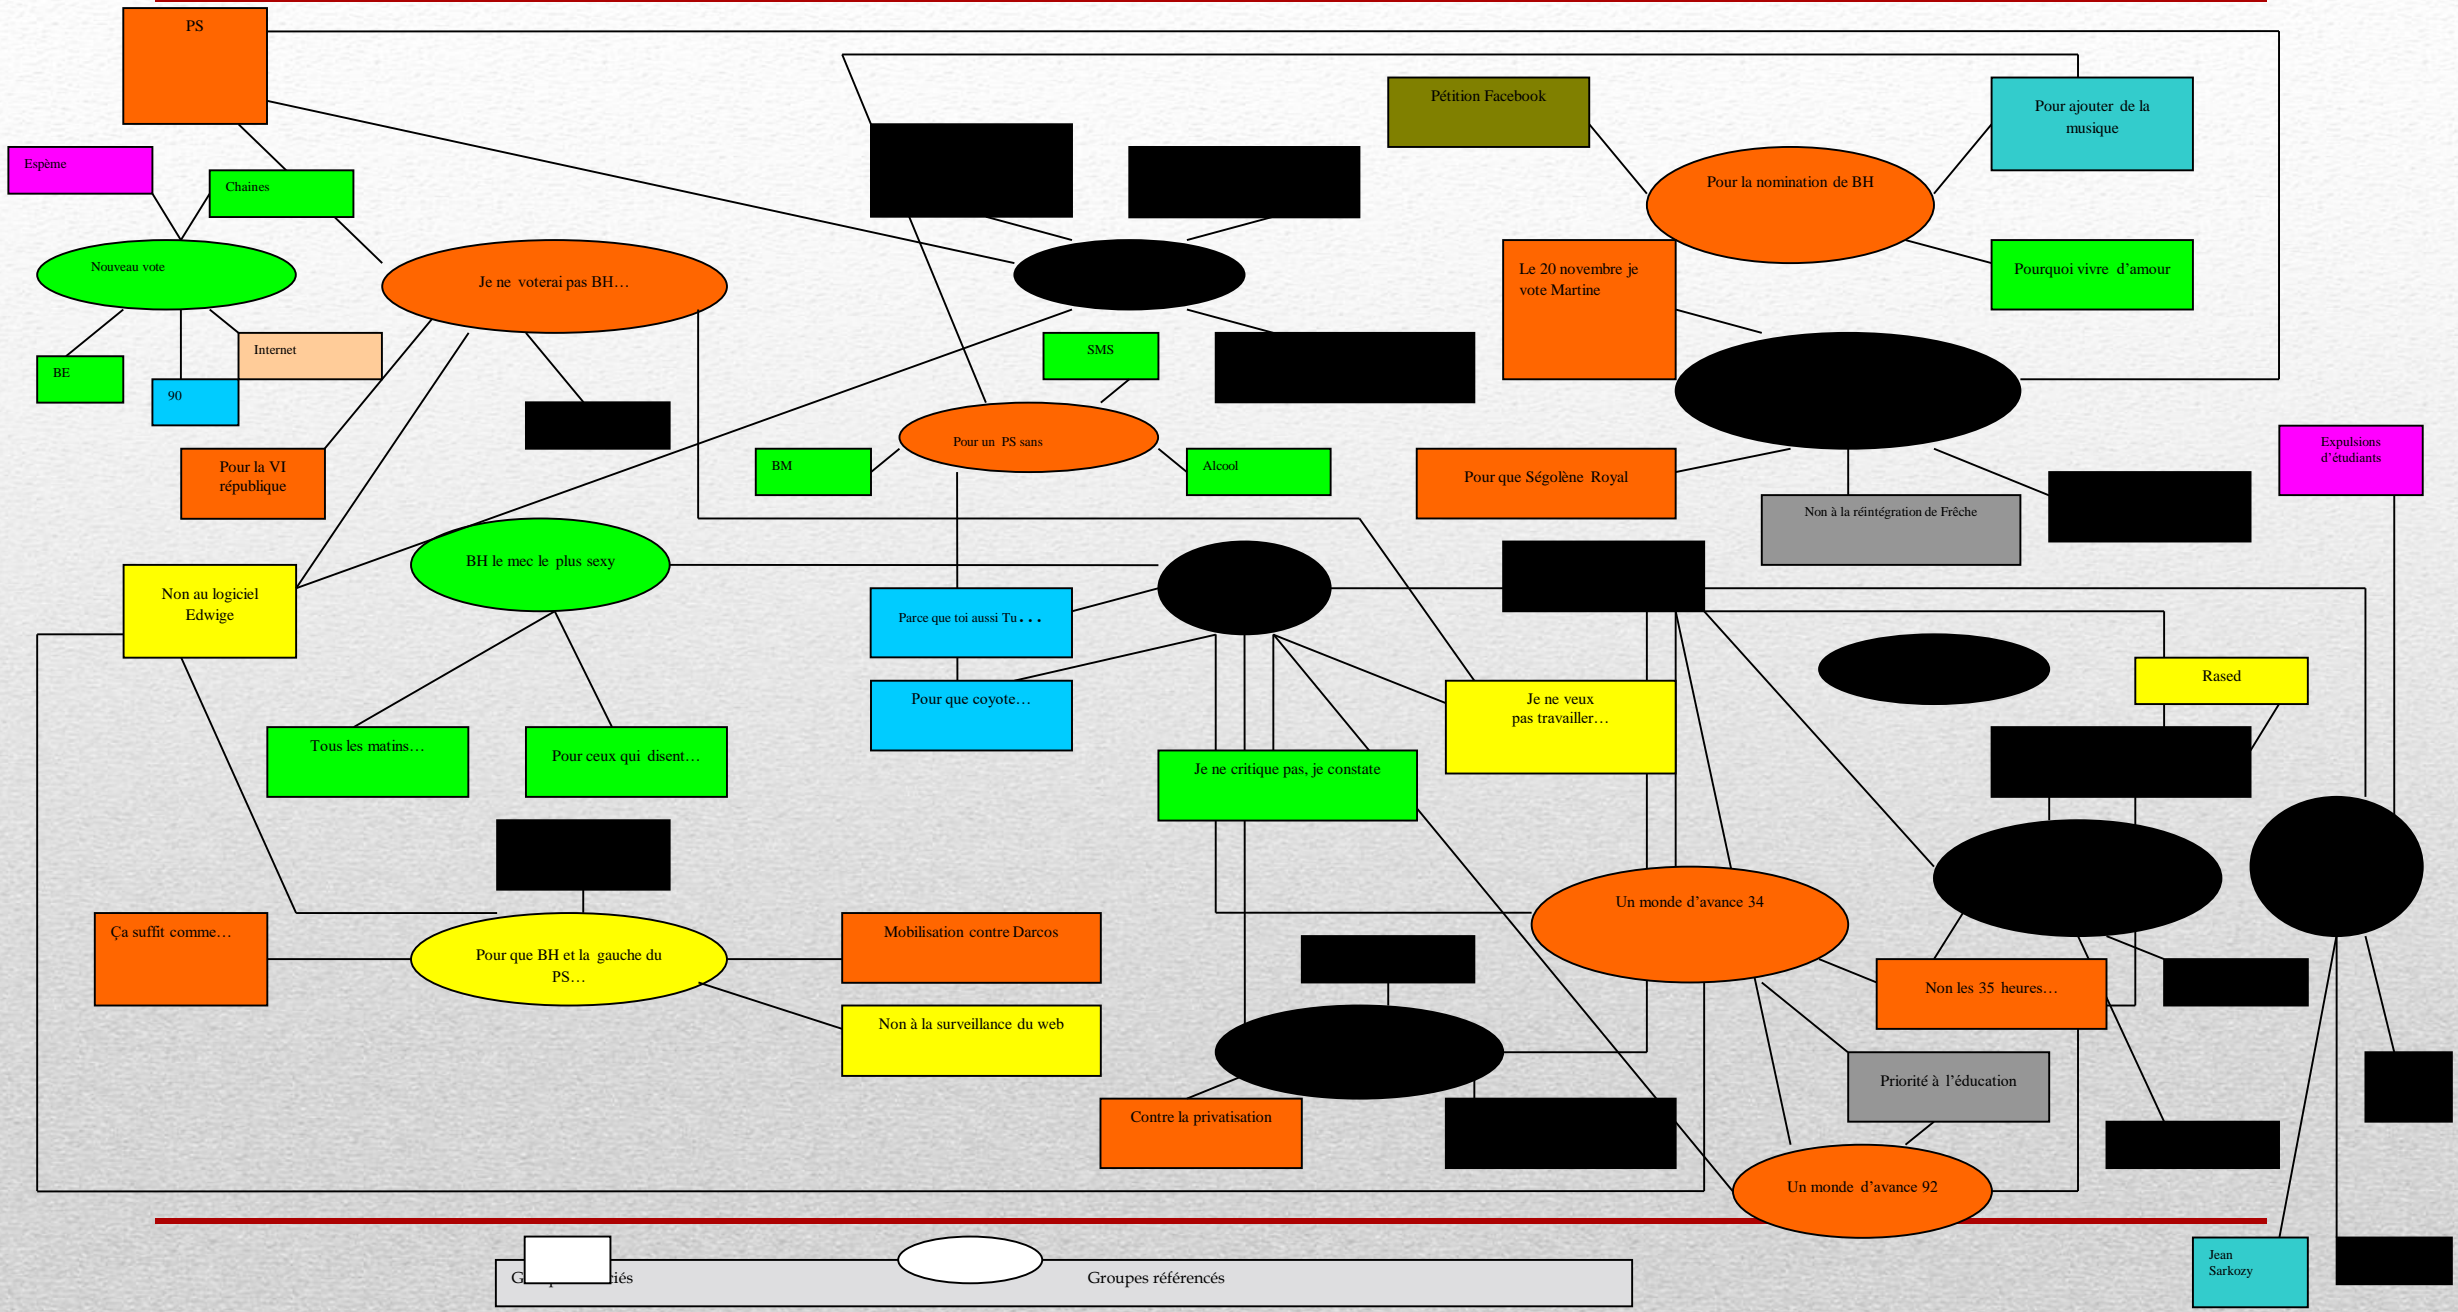 PS
Pétition Facebook
Pour ajouter de la
musique
Espème
Chaines
Pour la nomination de BH
Nouveau vote
Je ne voterai pas BH…
Le 20 novembre je
vote Martine
Pourquoi vivre d’amour
Internet
SMS
BE
90
Pour un PS sans
Expulsions
d’étudiants
Pour la VI
république
BM
Alcool
Pour que Ségolène Royal
Non à la réintégration de Frêche
BH le mec le plus sexy
Non au logiciel
Edwige
Parce que toi aussi Tu…
Rased
Pour que coyote…
Je ne veux
pas travailler…
Tous les matins…
Pour ceux qui disent…
Je ne critique pas, je constate
Un monde d’avance 34
Ça suffit comme…
Mobilisation contre Darcos
Pour que BH et la gauche du
PS…
Non les 35 heures…
Non à la surveillance du web
Priorité à l’éducation
Contre la privatisation
Un monde d’avance 92
Jean
Sarkozy
Groupes référencés